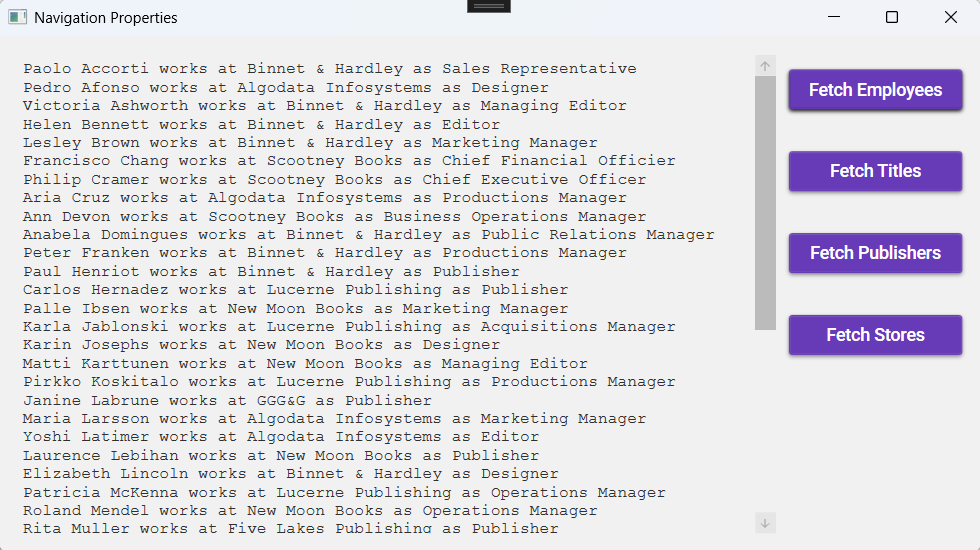 Navigation Properties
Paolo Accorti works at Binnet & Hardley as Sales Representative
Pedro Afonso works at Algodata Infosystems as Designer
Victoria Ashworth works at Binnet & Hardley as Managing Editor
Helen Bennett works at Binnet & Hardley as Editor
Lesley Brown works at Binnet & Hardley as Marketing Manager
Francisco Chang works at Scootney Books as Chief Financial Officier
Philip Cramer works at Scootney Books as Chief Executive Officer
Aria Cruz works at Algodata Infosystems as Productions Manager
Ann Devon works at Scootney Books as Business Operations Manager
Anabela Domingues works at Binnet & Hardley as Public Relations Manager
Peter Franken works at Binnet & Hardley as Productions Manager
Paul Henriot works at Binnet & Hardley as Publisher
Carlos Hernadez works at Lucerne Publishing as Publisher
Palle Ibsen works at New Moon Books as Marketing Manager
Karla Jablonski works at Lucerne Publishing as Acquisitions Manager
Karin Josephs works at New Moon Books as Designer
Matti Karttunen works at New Moon Books as Managing Editor
Pirkko Koskitalo works at Lucerne Publishing as Productions Manager
Janine Labrune works at GGG&G as Publisher
Maria Larsson works at Algodata Infosystems as Marketing Manager
Yoshi Latimer works at Algodata Infosystems as Editor
Laurence Lebihan works at New Moon Books as Publisher
Elizabeth Lincoln works at Binnet & Hardley as Designer
Patricia McKenna works at Lucerne Publishing as Operations Manager
Roland Mendel works at New Moon Books as Operations Manager
Rita Muller works at Five Lakes Publishing as Publisher
Fetch Employees
Fetch Titles
Fetch Publishers
Fetch Stores